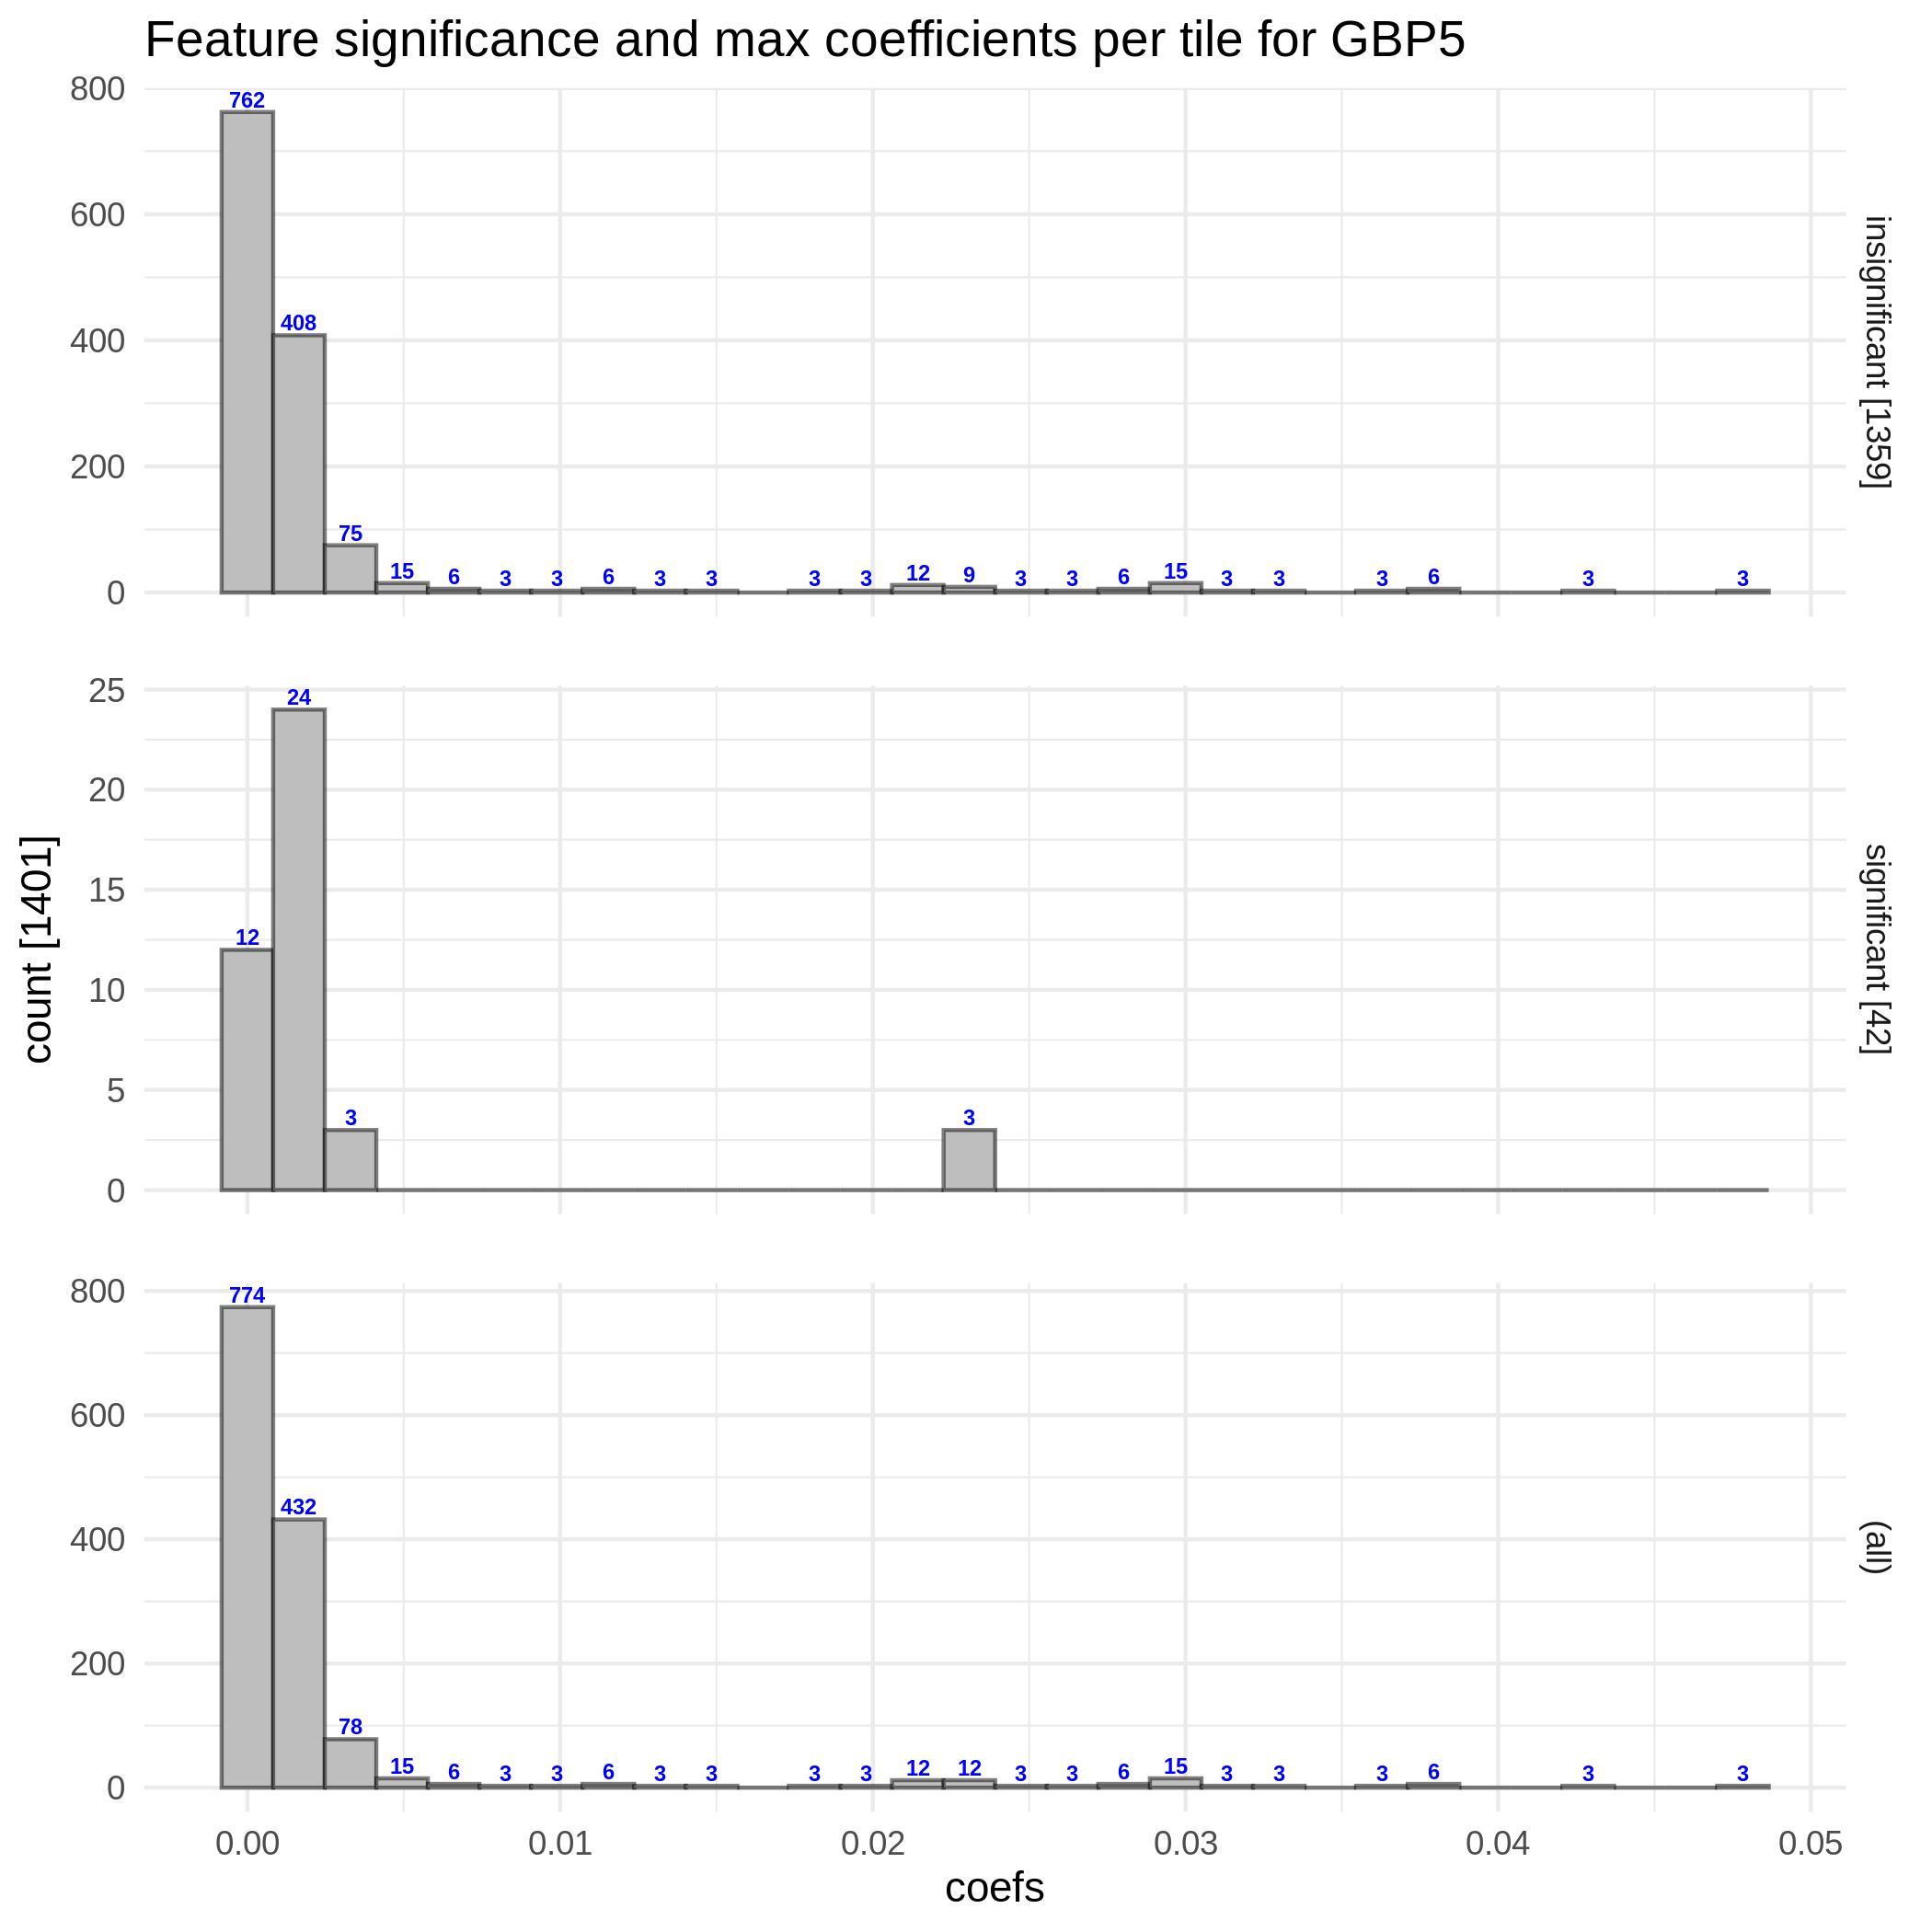 Feature significance and max coefficients per tile for GBP5
800
600
400
200
0
762
408
75
15 6 3 3 6 3 3 3 3 12 9 3 3 6 15 3 3 3 6 3 3
insignificant [1359]
25
20
15
10
5
0
12
24
3
3
significant [42]
800
600
400
200
0
774
432
78
15 6 3 3 6 3 3 3 3 12 12 3 3 6 15 3 3 3 6 3 3
(all)
count [1401]
0.00 0.01 0.02 0.03 0.04 0.05
coefs